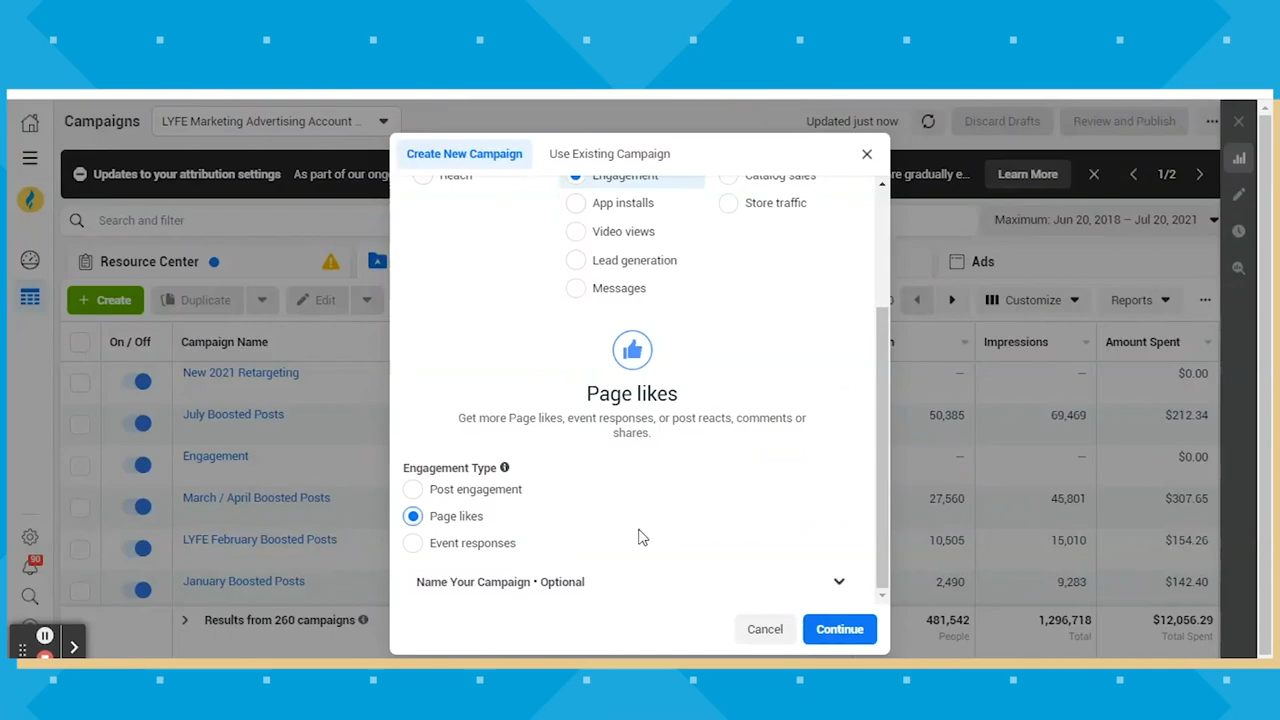 Campaigns
LYFE Marketing Advertising Account ...
Updated just now
Discard Drafts
Review and Publish
Create New Campaign
Use Existing Campaign
Updates to your attribution settings As part of our ong
re gradually e...
Learn More
1/2
Reach
Engagement
Catalog sales
App installs
Store traffic
Video views
Lead generation
Messages
Search and filter
Maximum: Jun 20, 2018 – Jul 20, 2021
Resource Center
Ads
+ Create
Duplicate
Edit
Customize
Reports
On / Off
Campaign Name
Impressions
Amount Spent
New 2021 Retargeting
— — $0.00
July Boosted Posts
50,385 69,469 $212.34
Engagement
— — $0.00
March / April Boosted Posts
27,560 45,801 $307.65
LYFE February Boosted Posts
10,505 15,010 $154.26
January Boosted Posts
2,490 9,283 $142.40
Results from 260 campaigns
481,542 1,296,718 $12,056.29
People Total Total Spent
Page likes
Get more Page likes, event responses, or post reacts, comments or
shares.
Engagement Type
Post engagement
Page likes
Event responses
Name Your Campaign • Optional
Cancel
Continue
90